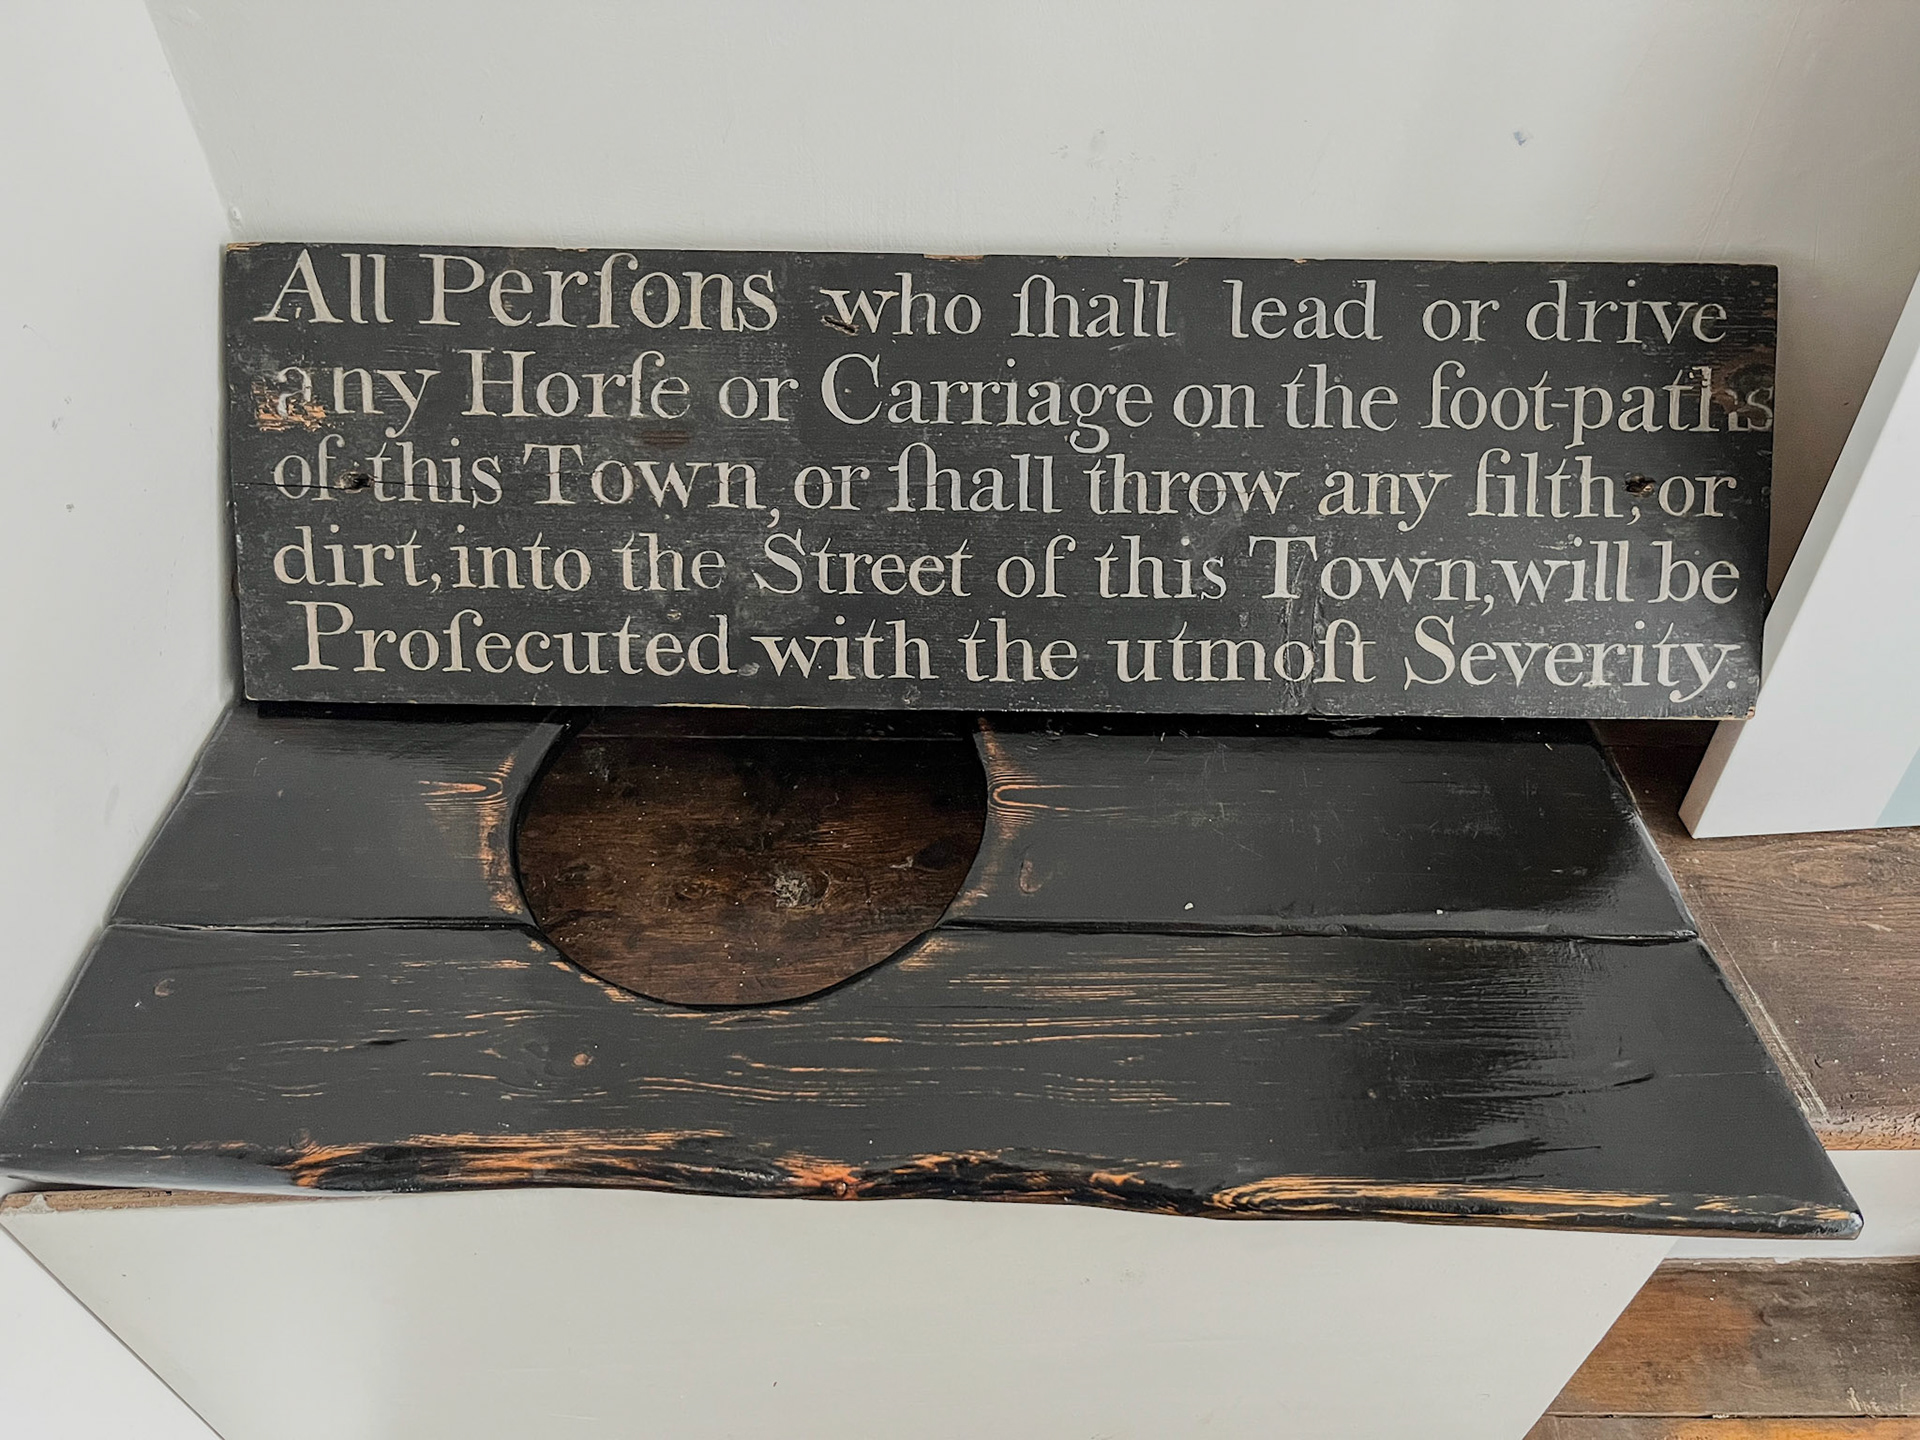 All Perſons who ſhall lead or drive
any Horſe or Carriage on the foot-paths
of this Town, or ſhall throw any filth, or
dirt, into the Street of this Town, will be
Proſecuted with the utmoſt Severity.